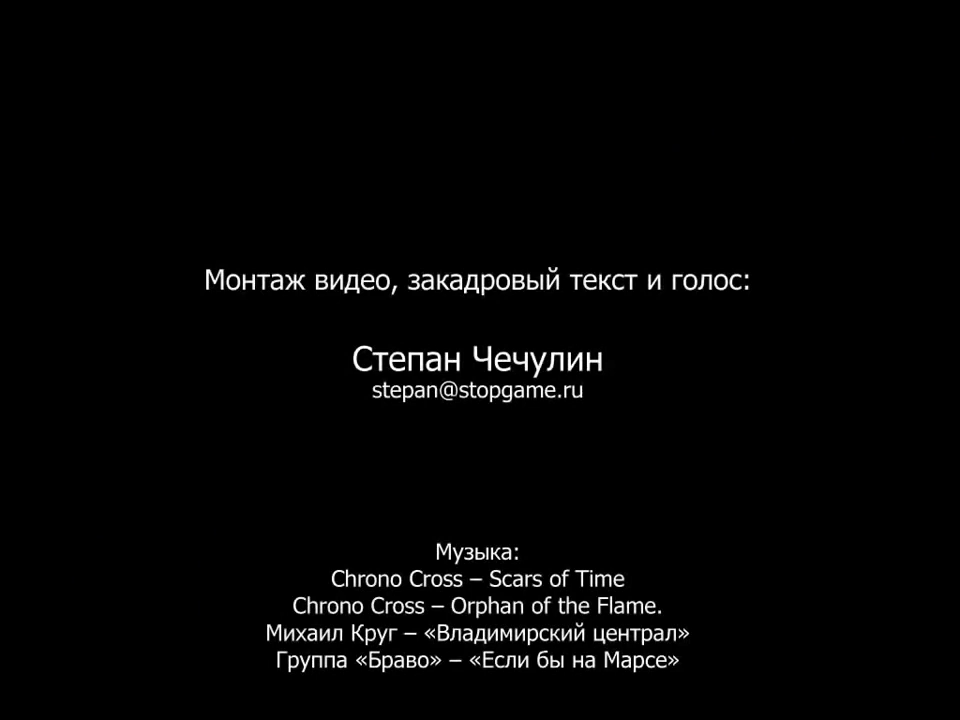 Монтаж видео, закадровый текст и голос:
Степан Чечулин
stepan@stopgame.ru
Музыка:
Chrono Cross – Scars of Time
Chrono Cross – Orphan of the Flame.
Михаил Круг – «Владимирский централ»
Группа «Браво» – «Если бы на Марсе»